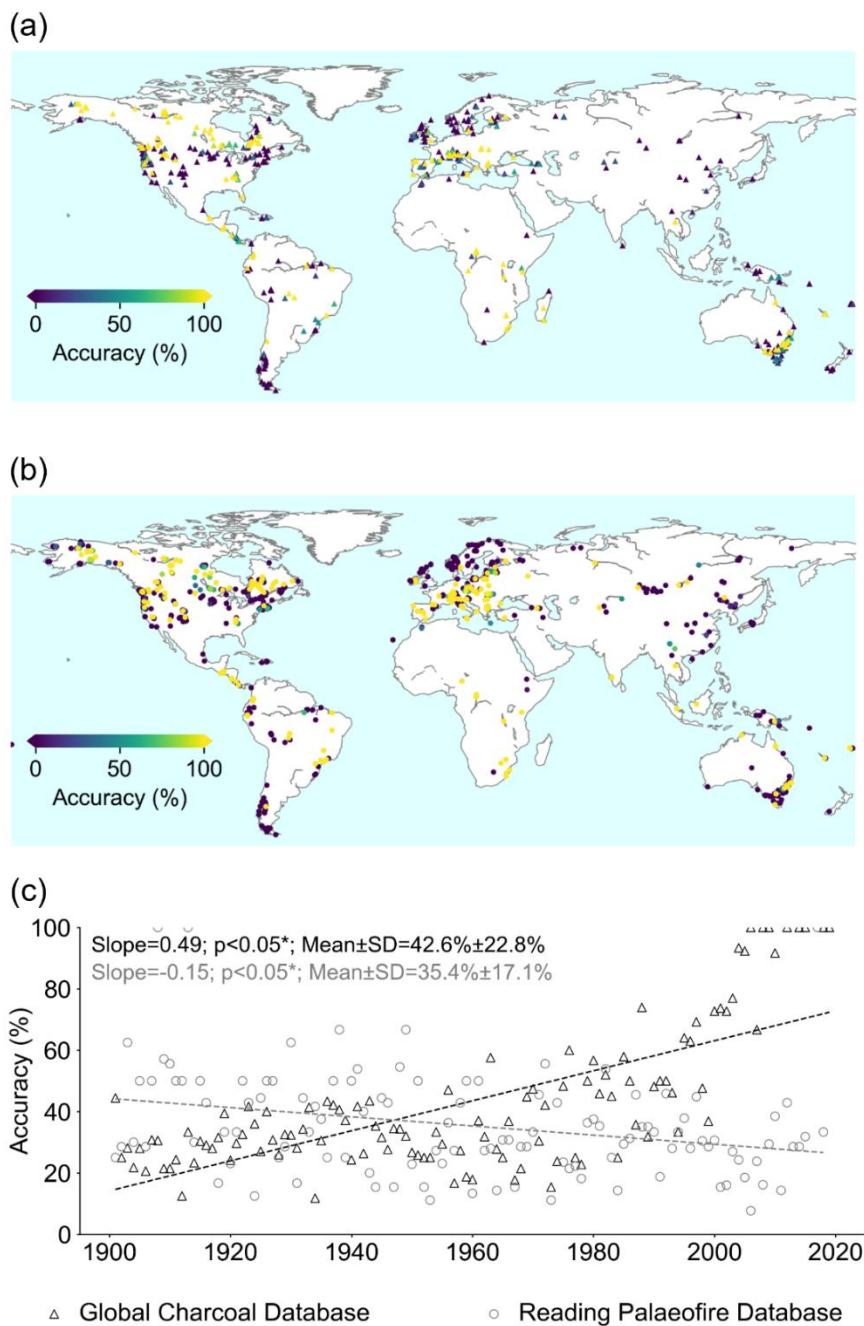 (a)
0 50 100
Accuracy (%)
(b)
0 50 100
Accuracy (%)
(c)
Slope=0.49; p<0.05*; Mean±SD=42.6%±22.8%
Slope=-0.15; p<0.05*; Mean±SD=35.4%±17.1%
Accuracy (%)
100
80
60
40
20
0
1900 1920 1940 1960 1980 2000 2020
Global Charcoal Database Reading Palaeofire Database